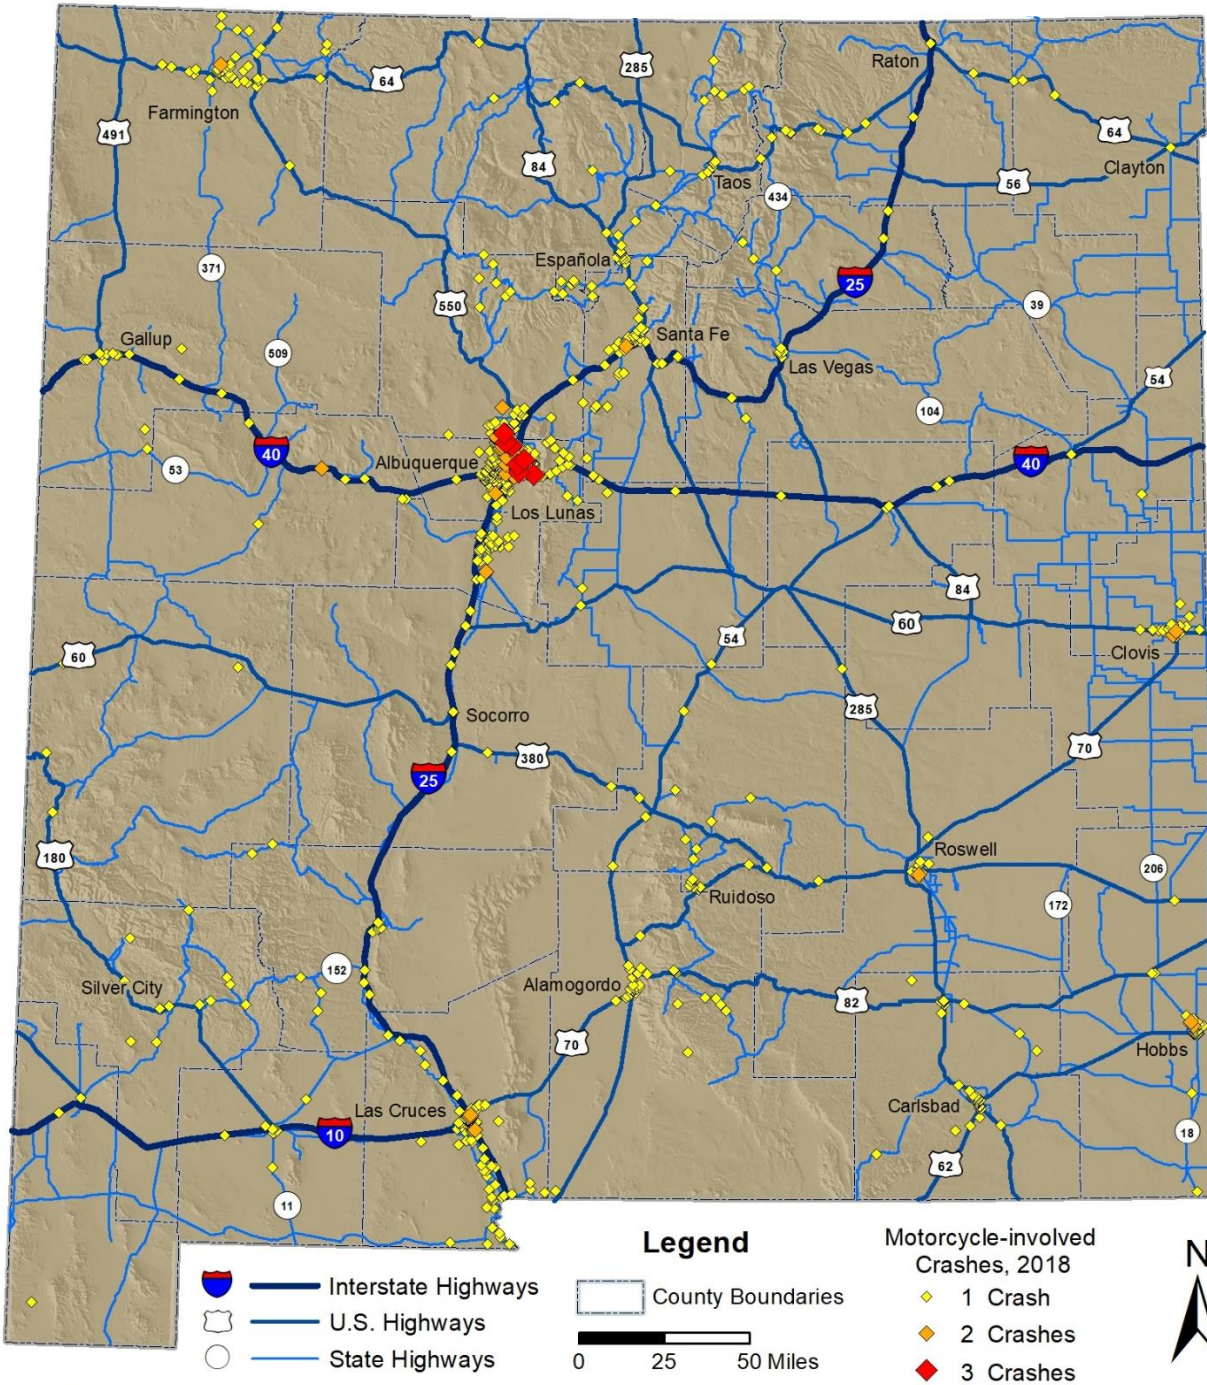 285
Raton
64
Farmington
491
64
84
Clayton
56
Taos
434
Española
371
25
550
39
Santa Fe
Gallup
509
Las Vegas
54
104
40
40
Albuquerque
53
Los Lunas
84
60
54
Clovis
60
285
Socorro
70
380
25
Roswell
180
206
Ruidoso
172
152
Silver City
Alamogordo
82
70
Hobbs
Las Cruces
Carlsbad
10
18
62
11
Legend
Motorcycle-involved
Crashes, 2018
N
Interstate Highways
County Boundaries
1 Crash
U.S. Highways
2 Crashes
State Highways
0 25 50 Miles
3 Crashes